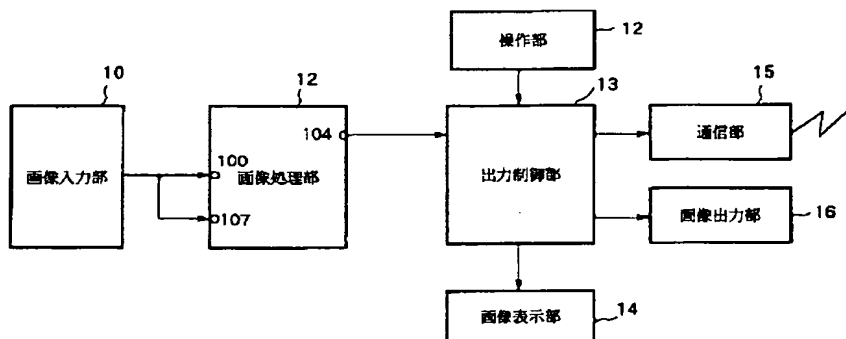 操作部
12
10
12
13
15
104
通信部
画像入力部
100
画像処理部
出力制御部
107
画像出力部
16
画像表示部
14